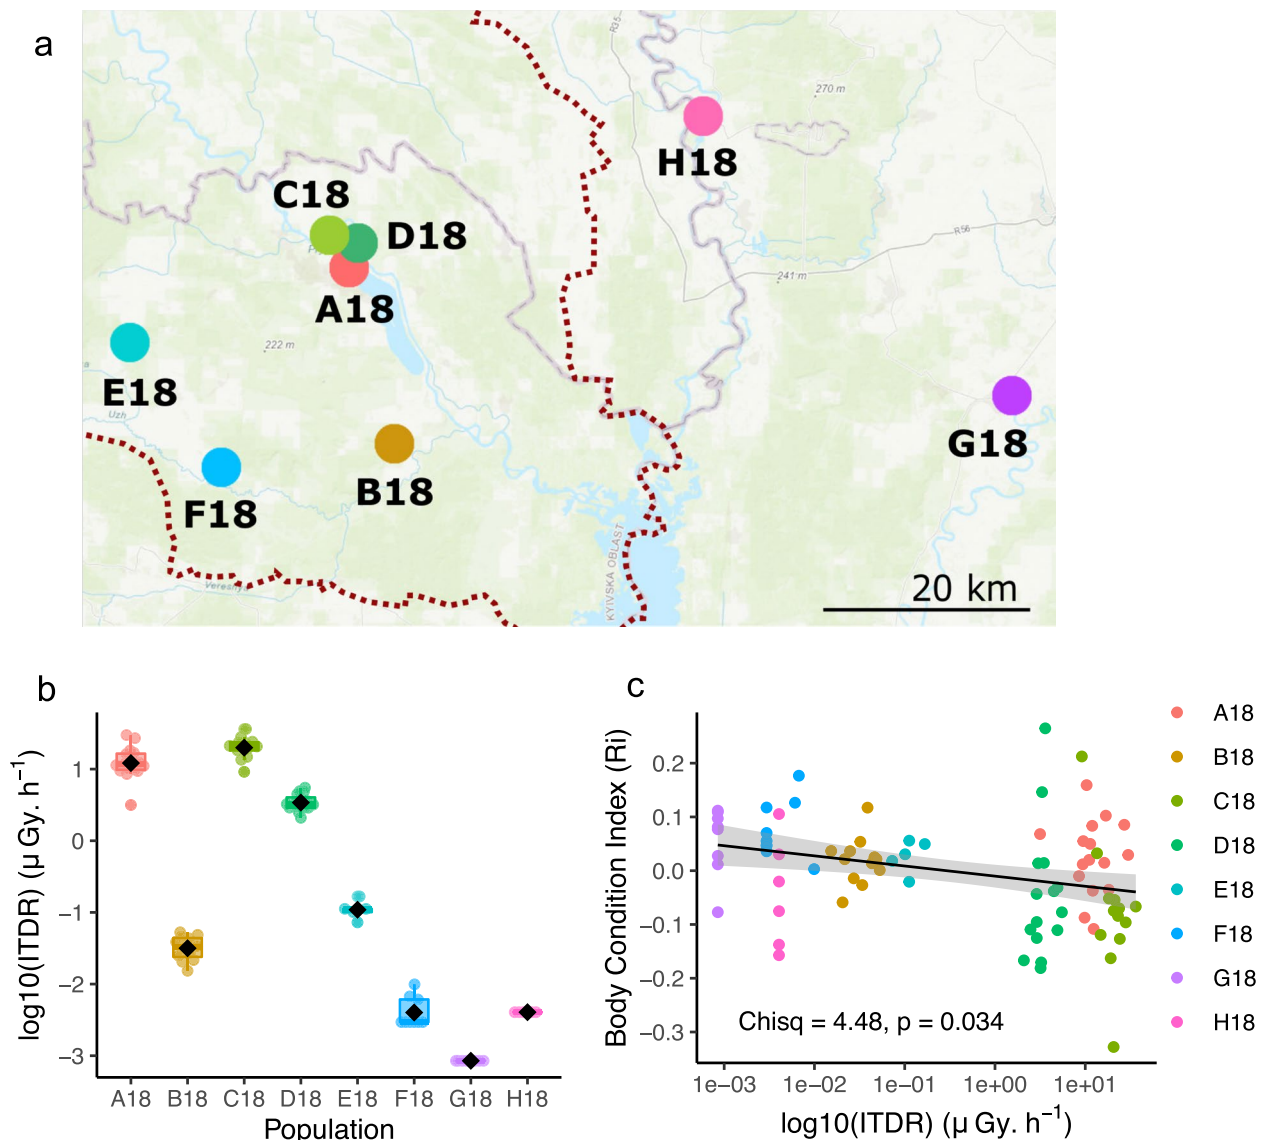 a
R35
270 m
H18
C18
D18
R56
A18
241 m
222 m
E18
Uzh
G18
B18
F18
KYIVSKA OBLAST
20 km
b
log10(ITDR) (μ Gy. h⁻¹)
1
0
−1
−2
−3
A18 B18 C18 D18 E18 F18 G18 H18
Population
c
Body Condition Index (Ri)
0.2
0.1
0.0
−0.1
−0.2
−0.3
Chisq = 4.48, p = 0.034
1e−03 1e−02 1e−01 1e+00 1e+01
log10(ITDR) (μ Gy. h⁻¹)
A18
B18
C18
D18
E18
F18
G18
H18